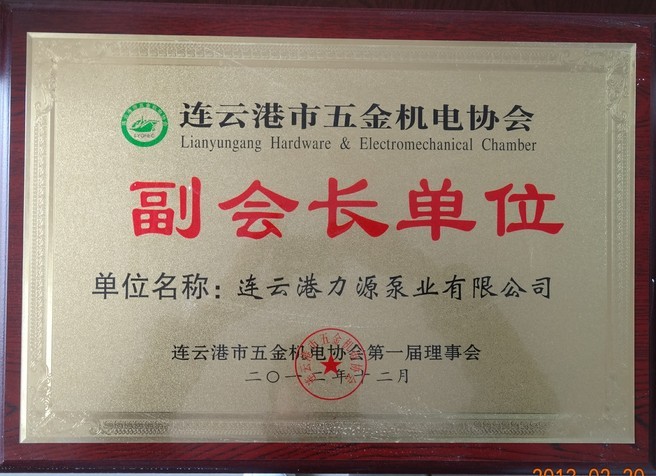 连云港市五金机电协会
Lianyungang Hardware & Electromechanical Chamber
副会长单位
单位名称：连云港力源泵业有限公司
连云港市五金机电协会第一届理事会
二〇一二年十二月